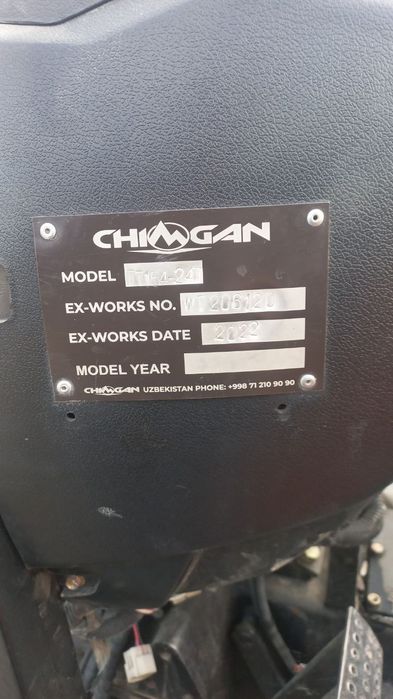 CHIMGAN
MODEL
EX-WORKS NO. VT206120
EX-WORKS DATE 2022
MODEL YEAR
CHIMGAN UZBEKISTAN PHONE: +998 71 210 90 90